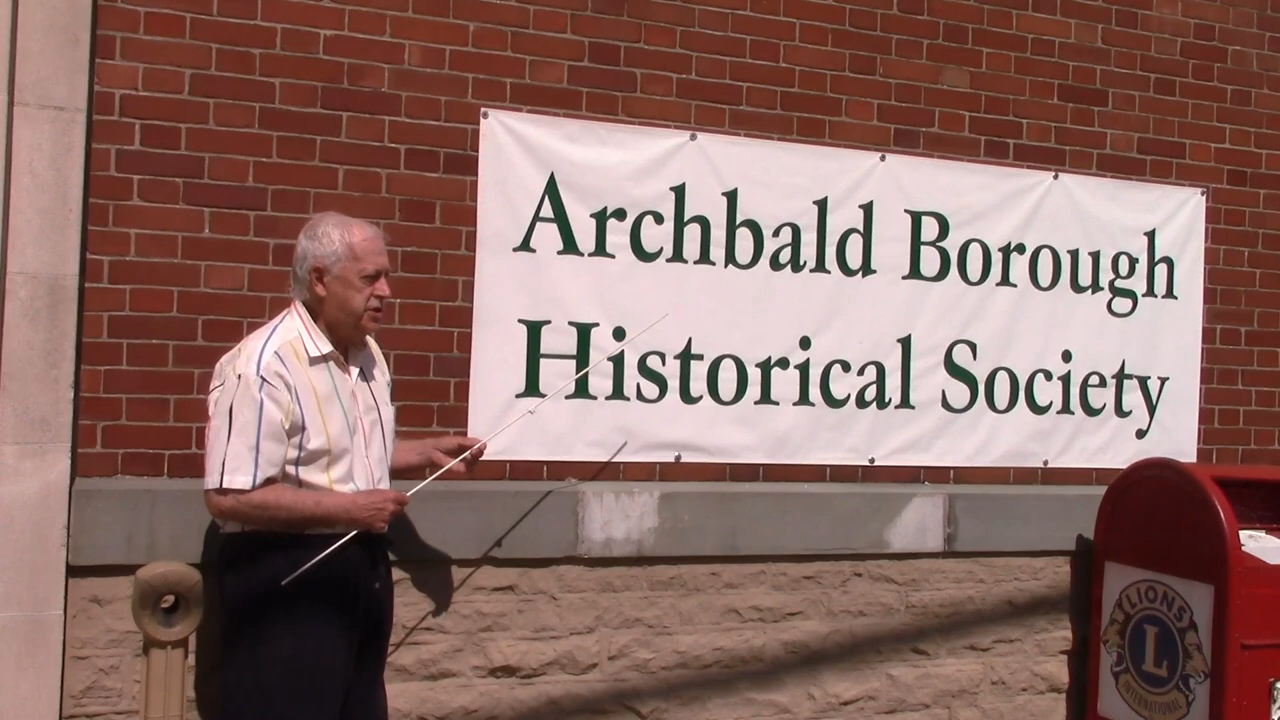 Archbald Borough
Historical Society
LIONS
L
INTERNATIONAL